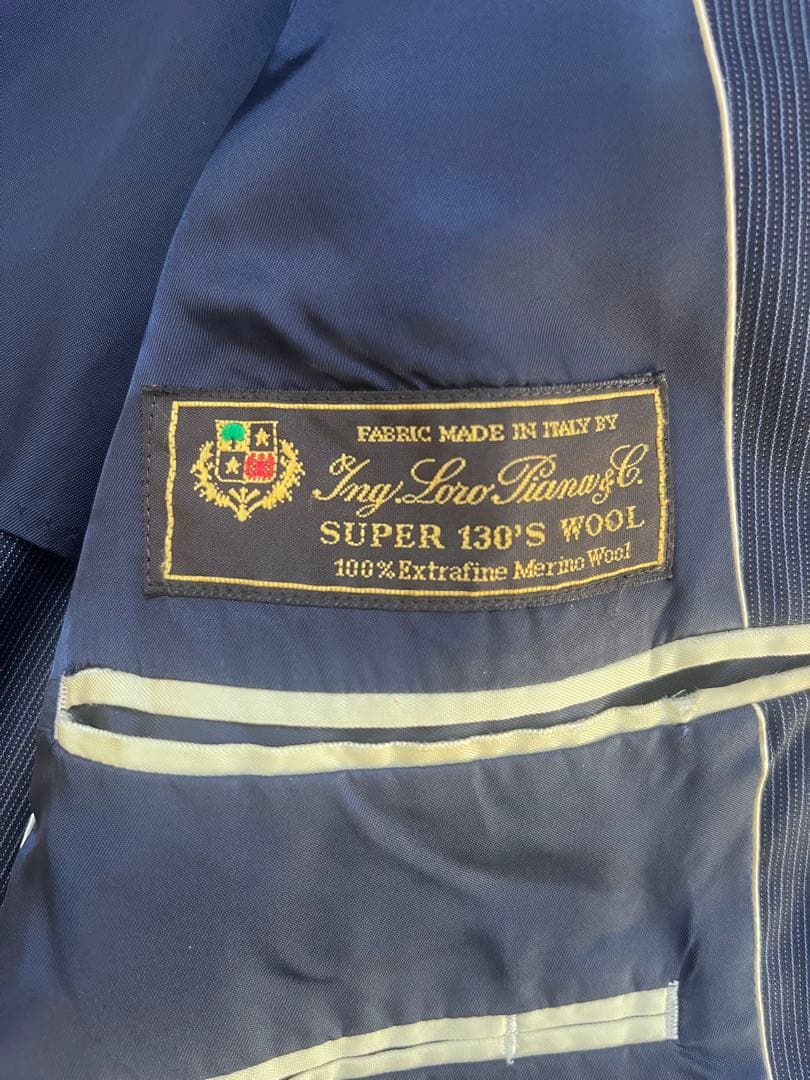 FABRIC MADE IN ITALY BY
Ing. Loro Piana & C.
SUPER 130'S WOOL
100% Extrafine Merino Wool